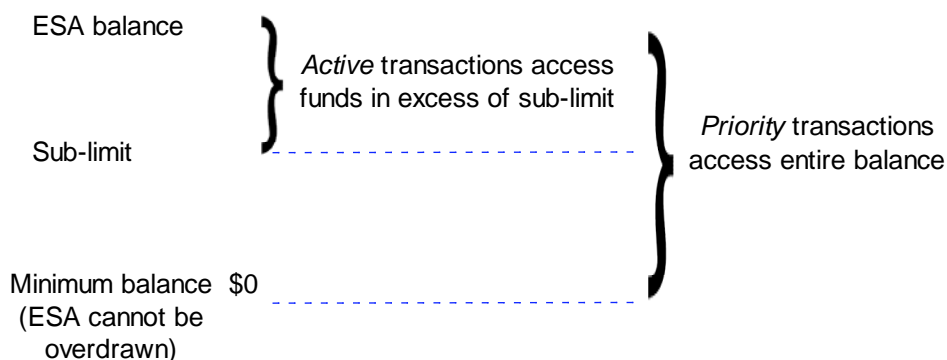 ESA balance
Active transactions access
funds in excess of sub-limit
Priority transactions
access entire balance
Sub-limit
Minimum balance $0
(ESA cannot be
overdrawn)